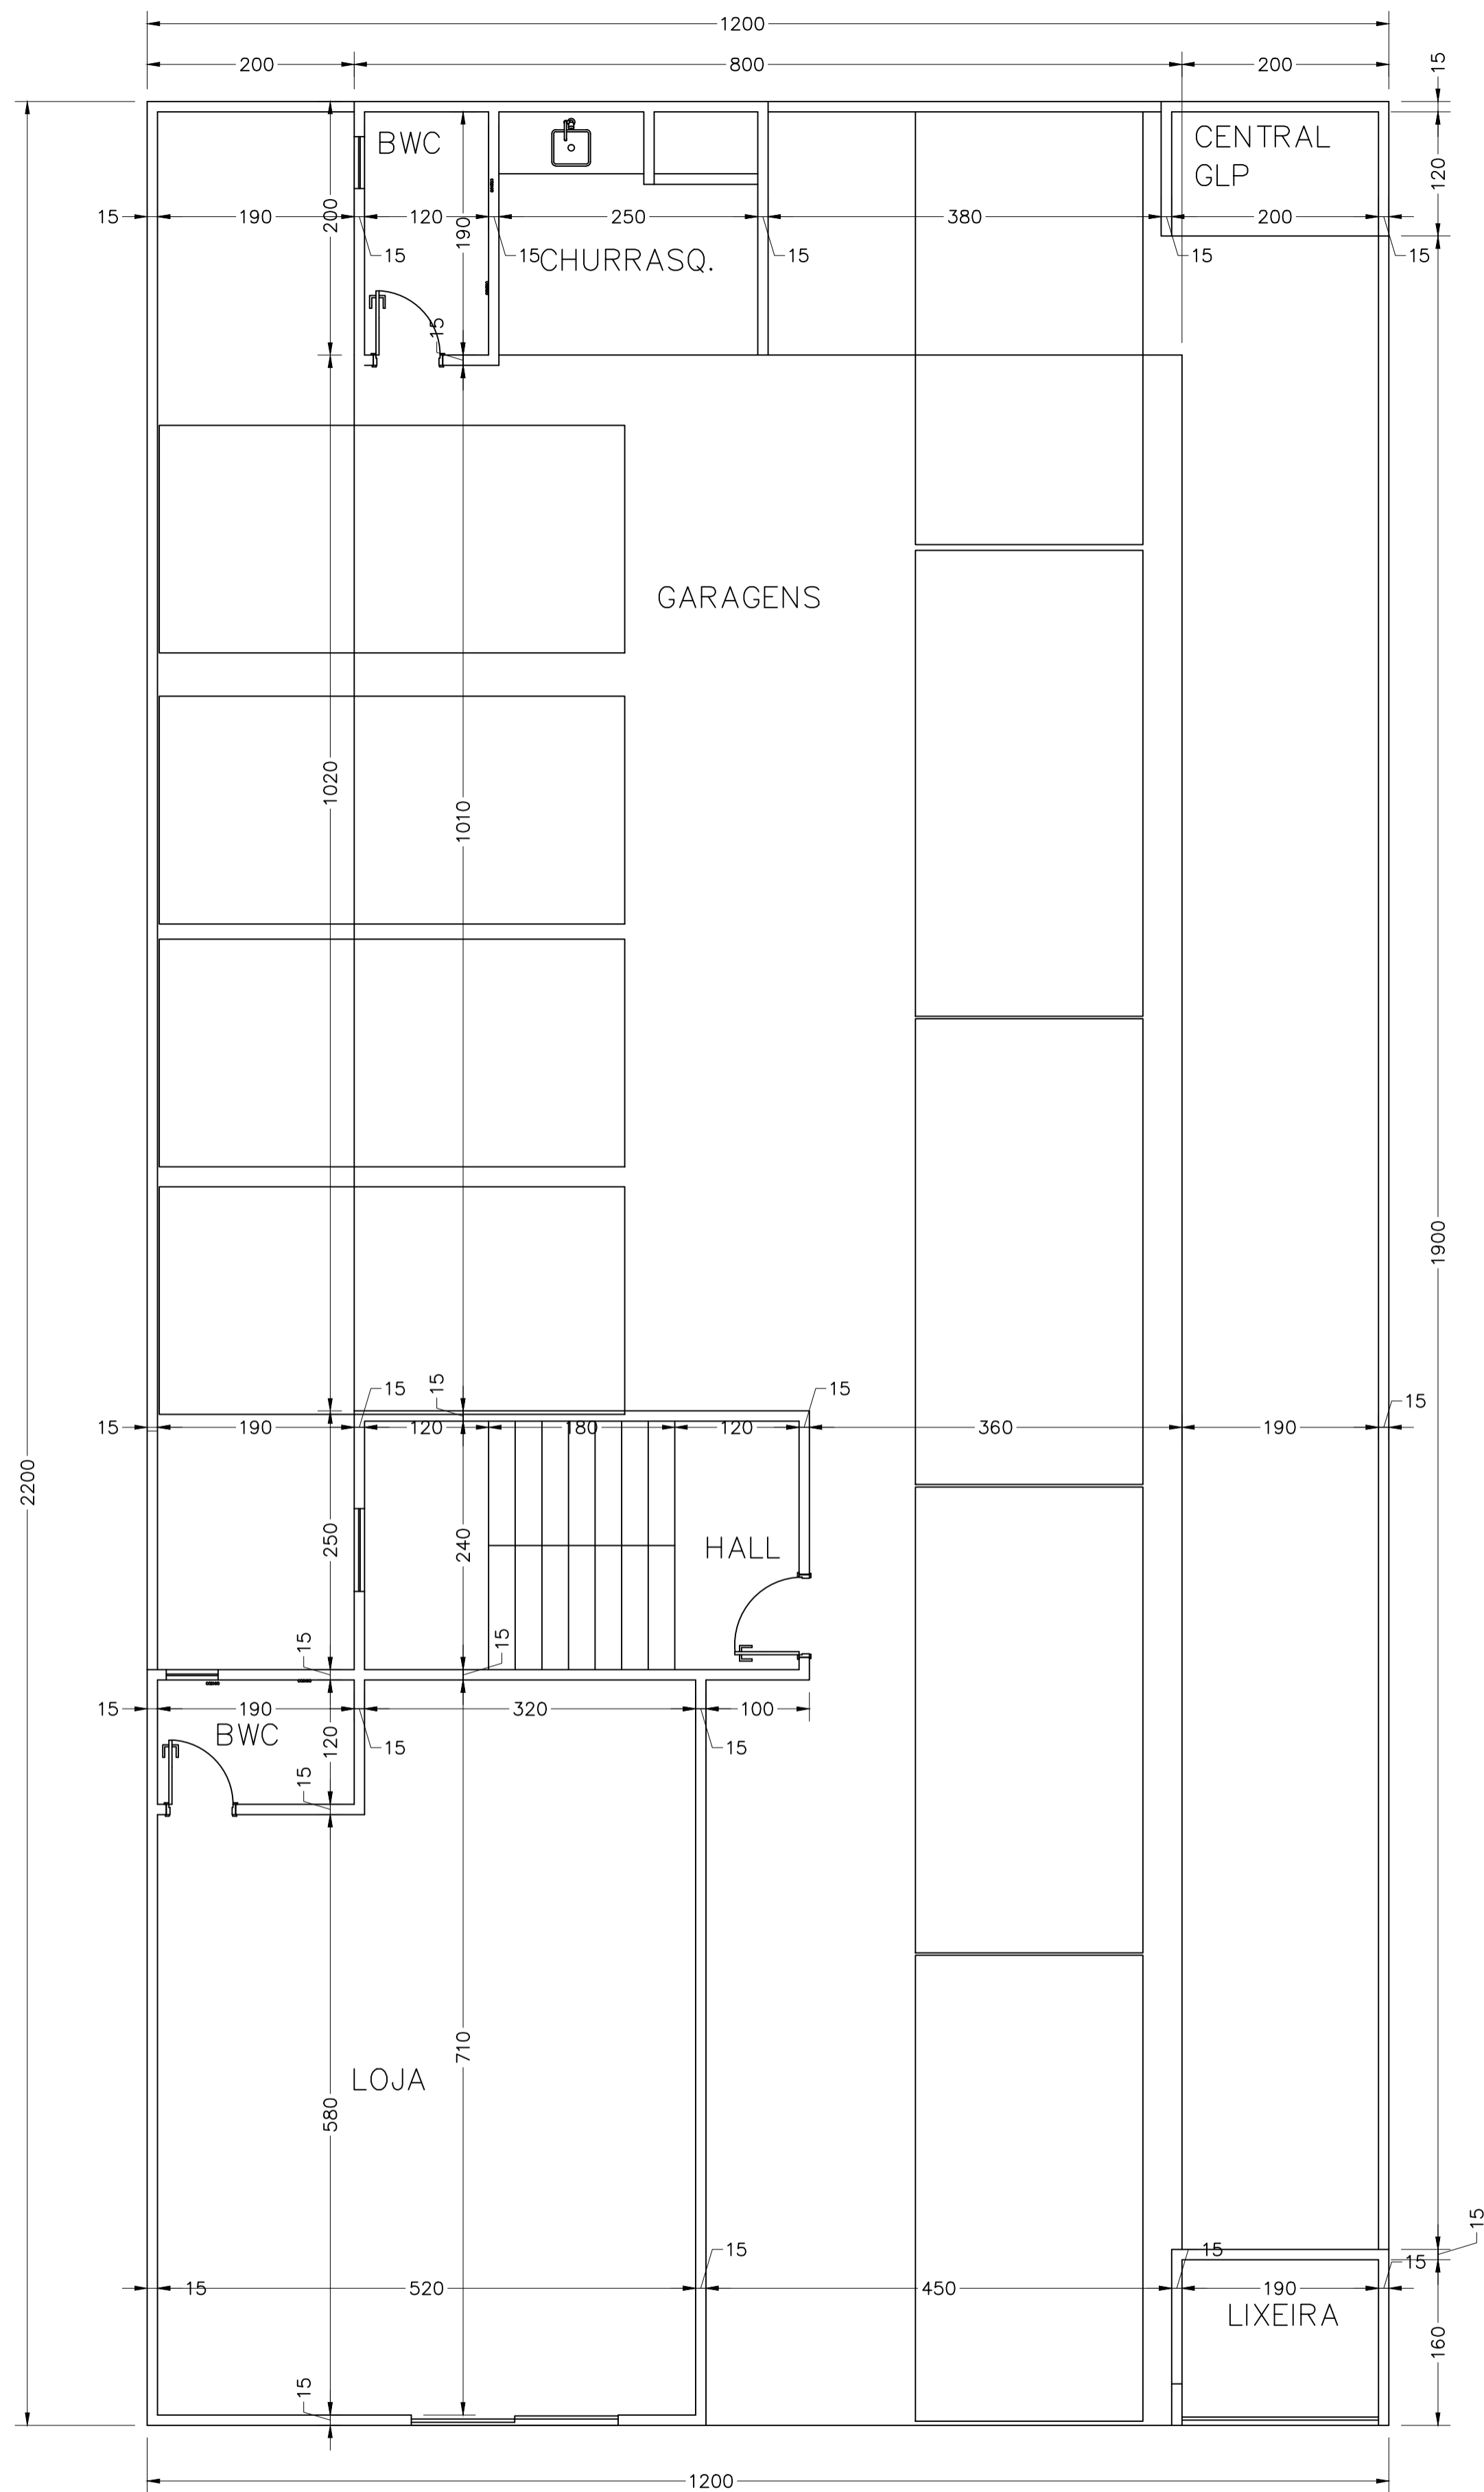 1200
200 800 200
15
BWC
CENTRAL
GLP
120
15 190 120 250 380 200
200
190
15 15 15 15 15
CHURRASQ.
15
GARAGENS
1020
1010
1900
15 15 15
15 190 120 180 120 360 190 15
2200
250
240
HALL
15 15
15 190 320 100
BWC
120
15 15
15
LOJA
710
580
15
15 15 15
15 520 450 190
LIXEIRA
160
15
1200